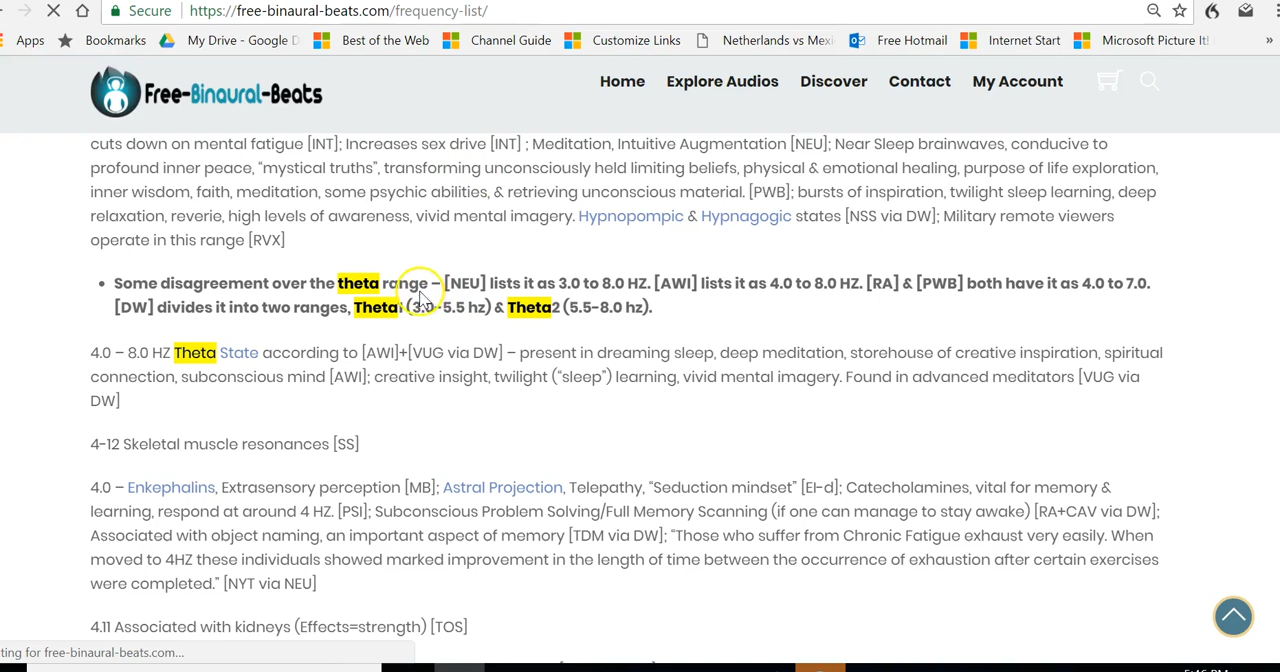 Secure https://free-binaural-beats.com/frequency-list/
Apps Bookmarks My Drive - Google D Best of the Web Channel Guide Customize Links Netherlands vs Mexi Free Hotmail Internet Start Microsoft Picture It! »
Free-Binaural-Beats Home Explore Audios Discover Contact My Account
cuts down on mental fatigue [INT]; Increases sex drive [INT] ; Meditation, Intuitive Augmentation [NEU]; Near Sleep brainwaves, conducive to
profound inner peace, “mystical truths”, transforming unconsciously held limiting beliefs, physical & emotional healing, purpose of life exploration,
inner wisdom, faith, meditation, some psychic abilities, & retrieving unconscious material. [PWB]; bursts of inspiration, twilight sleep learning, deep
relaxation, reverie, high levels of awareness, vivid mental imagery. Hypnopompic & Hypnagogic states [NSS via DW]; Military remote viewers
operate in this range [RVX]
• Some disagreement over the theta range – [NEU] lists it as 3.0 to 8.0 HZ. [AWI] lists it as 4.0 to 8.0 HZ. [RA] & [PWB] both have it as 4.0 to 7.0.
[DW] divides it into two ranges, Theta1 (3.0-5.5 hz) & Theta2 (5.5-8.0 hz).
4.0 – 8.0 HZ Theta State according to [AWI]+[VUG via DW] – present in dreaming sleep, deep meditation, storehouse of creative inspiration, spiritual
connection, subconscious mind [AWI]; creative insight, twilight (“sleep”) learning, vivid mental imagery. Found in advanced meditators [VUG via
DW]
4-12 Skeletal muscle resonances [SS]
4.0 – Enkephalins, Extrasensory perception [MB]; Astral Projection, Telepathy, “Seduction mindset” [EI-d]; Catecholamines, vital for memory &
learning, respond at around 4 HZ. [PSI]; Subconscious Problem Solving/Full Memory Scanning (if one can manage to stay awake) [RA+CAV via DW];
Associated with object naming, an important aspect of memory [TDM via DW]; “Those who suffer from Chronic Fatigue exhaust very easily. When
moved to 4HZ these individuals showed marked improvement in the length of time between the occurrence of exhaustion after certain exercises
were completed.” [NYT via NEU]
4.11 Associated with kidneys (Effects=strength) [TOS]
ting for free-binaural-beats.com...